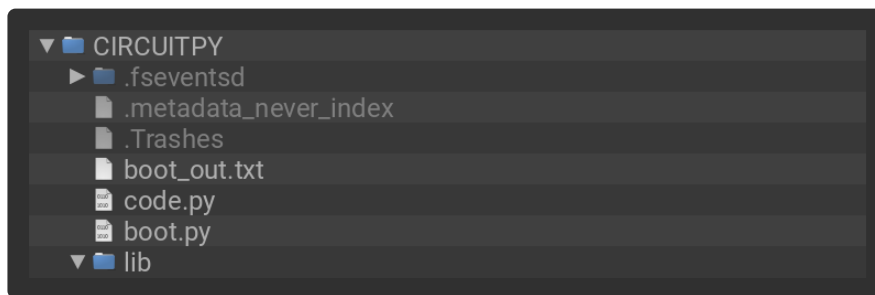 CIRCUITPY
.fseventsd
.metadata_never_index
.Trashes
boot_out.txt
code.py
boot.py
lib